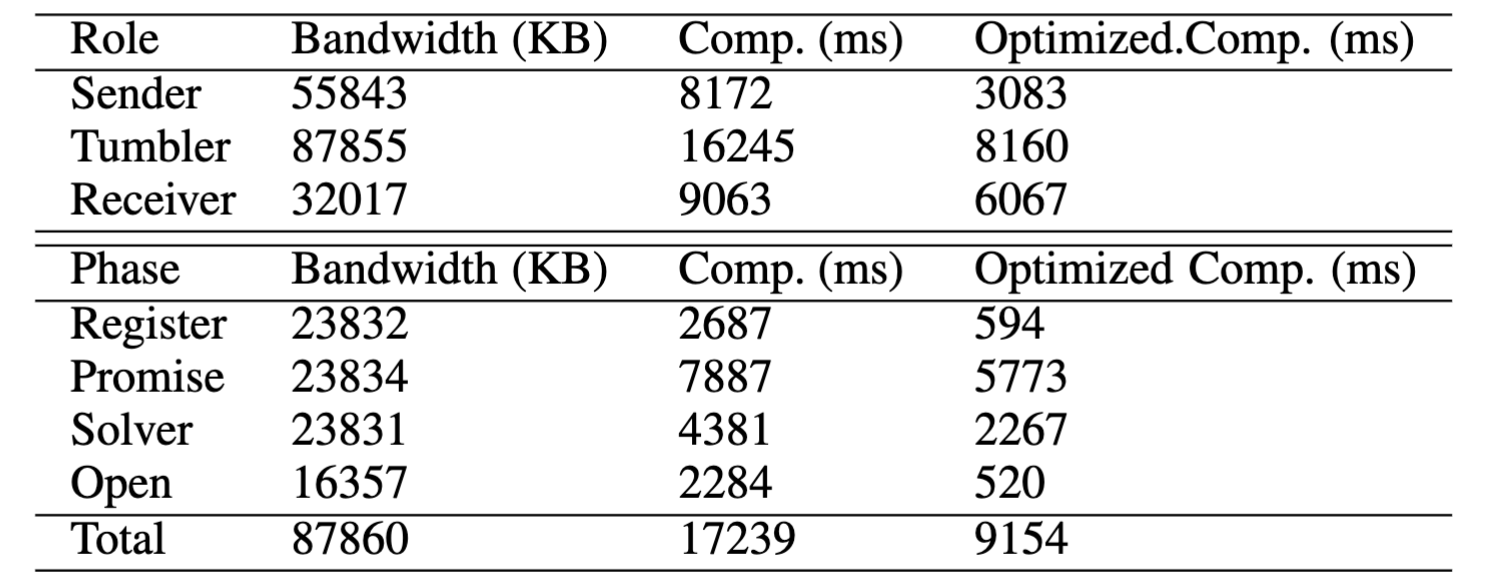 Role Bandwidth (KB) Comp. (ms) Optimized.Comp. (ms)
Sender 55843 8172 3083
Tumbler 87855 16245 8160
Receiver 32017 9063 6067
Phase Bandwidth (KB) Comp. (ms) Optimized Comp. (ms)
Register 23832 2687 594
Promise 23834 7887 5773
Solver 23831 4381 2267
Open 16357 2284 520
Total 87860 17239 9154